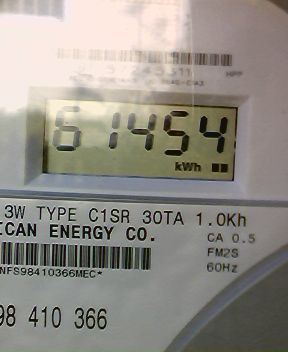 61454
kWh
3W TYPE C1SR 30TA 1.0Kh
ICAN ENERGY CO.
CA 0.5
FM2S
60Hz
NFS98410366MEC*
98 410 366